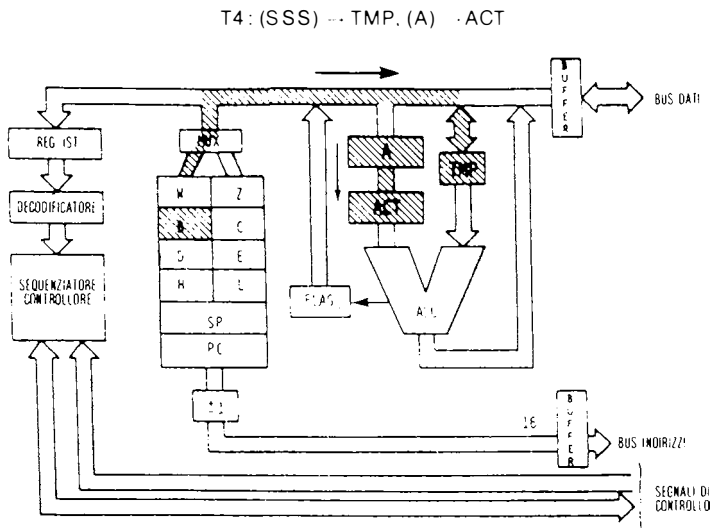 T4: (SSS) → TMP, (A) → ACT
BUFFER
BUS DATI
REG IST
MUX
A
TMP
DECODIFICATORE
W Z
ACT
B C
D E
SEQUENZIATORE
CONTROLLORE
H L
FLAG
ALU
SP
PC
±1
16
BUFFER
BUS INDIRIZZI
SEGNALI DI
CONTROLLO